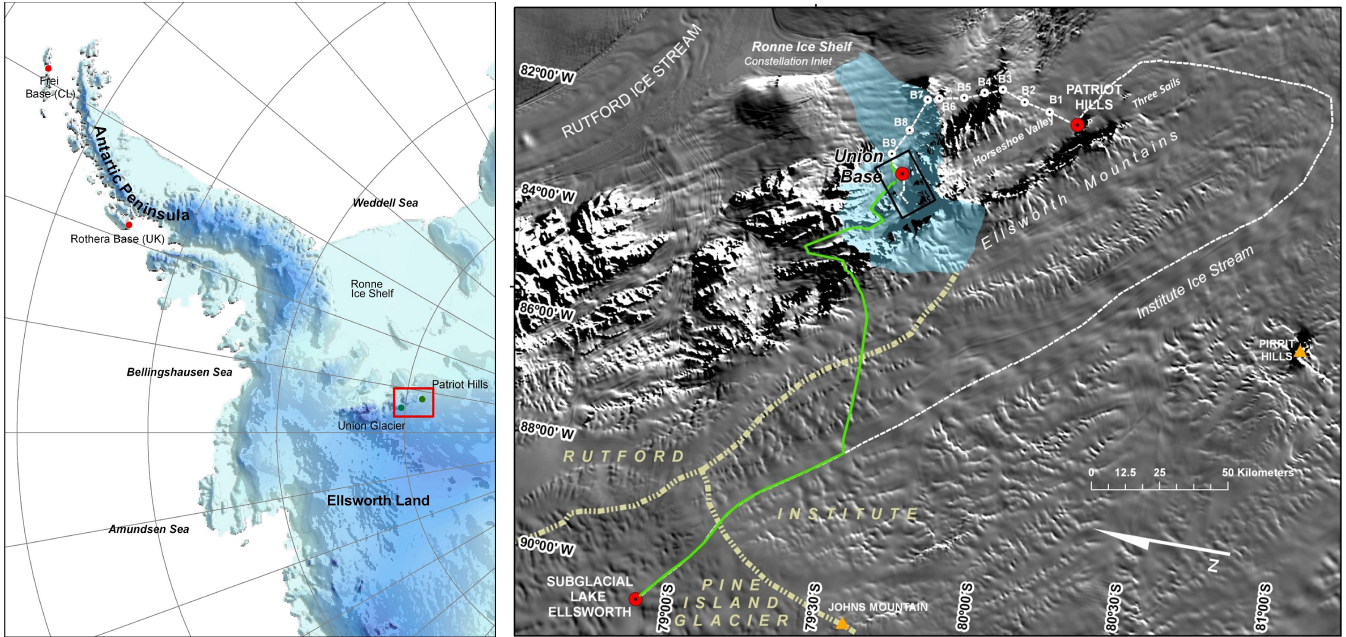 Frei
Base (CL)
Antartic Peninsula
Rothera Base (UK)
Weddell Sea
Ronne
Ice Shelf
Bellingshausen Sea
Patriot Hills
Union Glacier
Ellsworth Land
Amundsen Sea
82°00' W
84°00' W
86°00' W
88°00' W
90°00' W
RUTFORD ICE STREAM
Ronne Ice Shelf
Constellation Inlet
B9
B8
B7
B6
B5
B4
B3
B2
B1
PATRIOT
HILLS
Three Sails
Horseshoe Valley
Union
Base
Ellsworth Mountains
Institute Ice Stream
PIRRIT
HILLS
RUTFORD
INSTITUTE
0 12.5 25 50 Kilometers
N
SUBGLACIAL
LAKE
ELLSWORTH
PINE
ISLAND
GLACIER
JOHNS MOUNTAIN
79°00' S
79°30' S
80°00' S
80°30' S
81°00' S